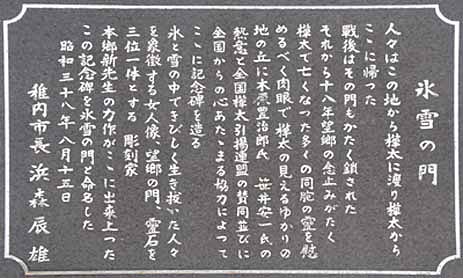 氷雪の門
人々はこの地から樺太に渡り樺太から
ここに帰った
戦後はその門もかたく鎖された
それから十八年望郷の念止みがたく
樺太で亡くなった多くの同胞の霊を慰
めるべく肉眼で樺太の見えるゆかりの
地の丘に木原豊治郎氏 笹井安一氏の
熱意と全国樺太引揚連盟の賛同並びに
全国からの心あたゝまる協力によつて
ここに記念碑を造る
氷と雪の中できびしく生き抜いた人々
を象徴する女人像 望郷の門、霊石を
三位一体とする 彫刻家
本郷新先生の力作がここに出来上つた
この記念碑を氷雪の門と命名した
昭和三十八年八月十五日
稚内市長 浜森辰雄